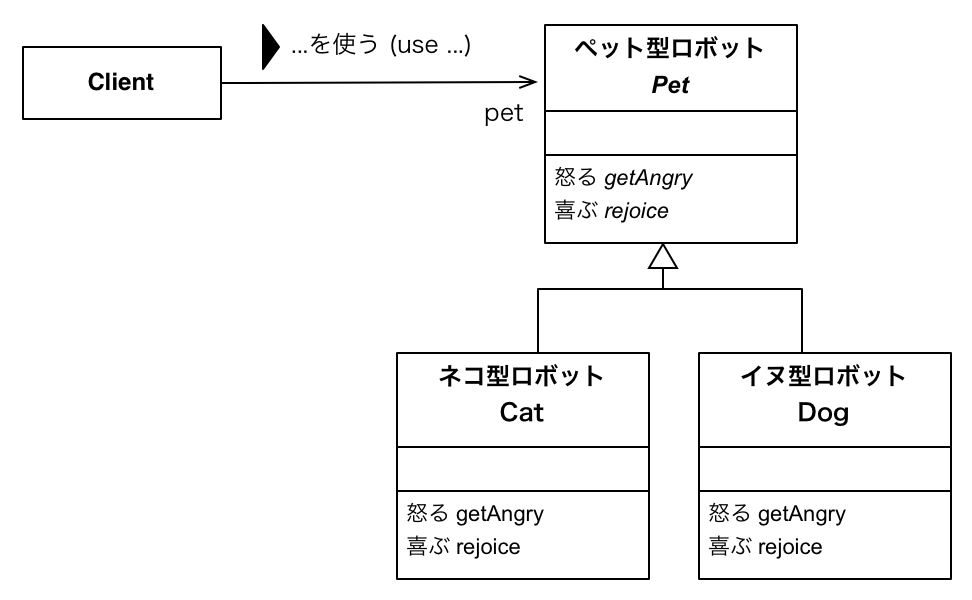 Client
...を使う (use ...)
pet
ペット型ロボット
Pet
怒る getAngry
喜ぶ rejoice
ネコ型ロボット
Cat
怒る getAngry
喜ぶ rejoice
イヌ型ロボット
Dog
怒る getAngry
喜ぶ rejoice